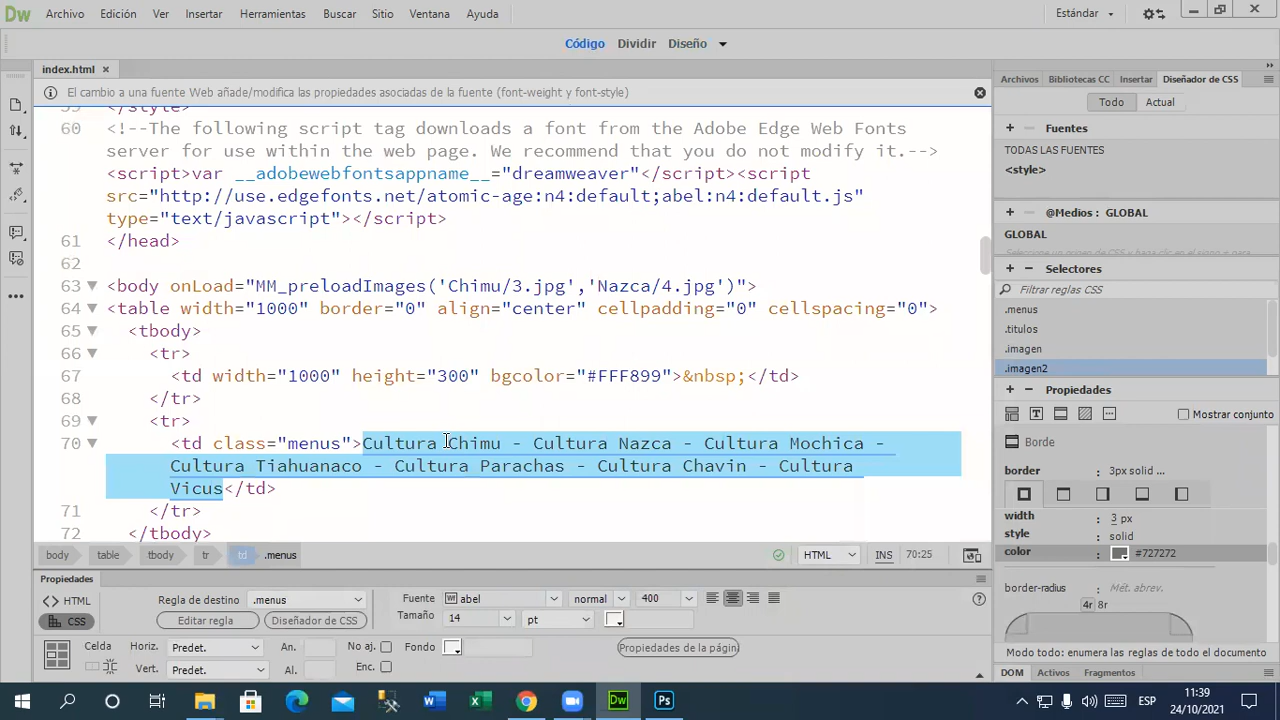 Dw Archivo Edición Ver Insertar Herramientas Buscar Sitio Ventana Ayuda Estándar
Código Dividir Diseño
index.html
El cambio a una fuente Web añade/modifica las propiedades asociadas de la fuente (font-weight y font-style)
</style>
60 <!--The following script tag downloads a font from the Adobe Edge Web Fonts
server for use within the web page. We recommend that you do not modify it.-->
<script>var __adobewebfontsappname__="dreamweaver"</script><script
src="http://use.edgefonts.net/atomic-age:n4:default;abel:n4:default.js"
type="text/javascript"></script>
61 </head>
62
63 <body onLoad="MM_preloadImages('Chimu/3.jpg','Nazca/4.jpg')">
64 <table width="1000" border="0" align="center" cellpadding="0" cellspacing="0">
65 <tbody>
66 <tr>
67 <td width="1000" height="300" bgcolor="#FFF899">&nbsp;</td>
68 </tr>
69 <tr>
70 <td class="menus">Cultura Chimu - Cultura Nazca - Cultura Mochica -
Cultura Tiahuanaco - Cultura Parachas - Cultura Chavin - Cultura
Vicus</td>
71 </tr>
72 </tbody>
body table tbody tr td .menus HTML INS 70:25
Archivos Bibliotecas CC Insertar Diseñador de CSS
Todo Actual
+ − Fuentes
TODAS LAS FUENTES
<style>
+ − @Medios : GLOBAL
GLOBAL
+ − Selectores
Filtrar reglas CSS
.menus
.titulos
.imagen
.imagen2
+ − Propiedades
Mostrar conjunto
Borde
border : 3px solid ...
width : 3 px
style : solid
color : #727272
border-radius : Mét. abrev.
4r 8r
Modo todo: enumera las reglas de todo el documento
DOM Activos Fragmentos
Propiedades
HTML
CSS
Regla de destino .menus
Editar regla Diseñador de CSS
Fuente abel normal 400
Tamaño 14 pt
Celda Horiz. Predet. An. No aj. Fondo Propiedades de la págin
Vert. Predet. Al. Enc.
Dw Ps ESP 11:39
24/10/2021